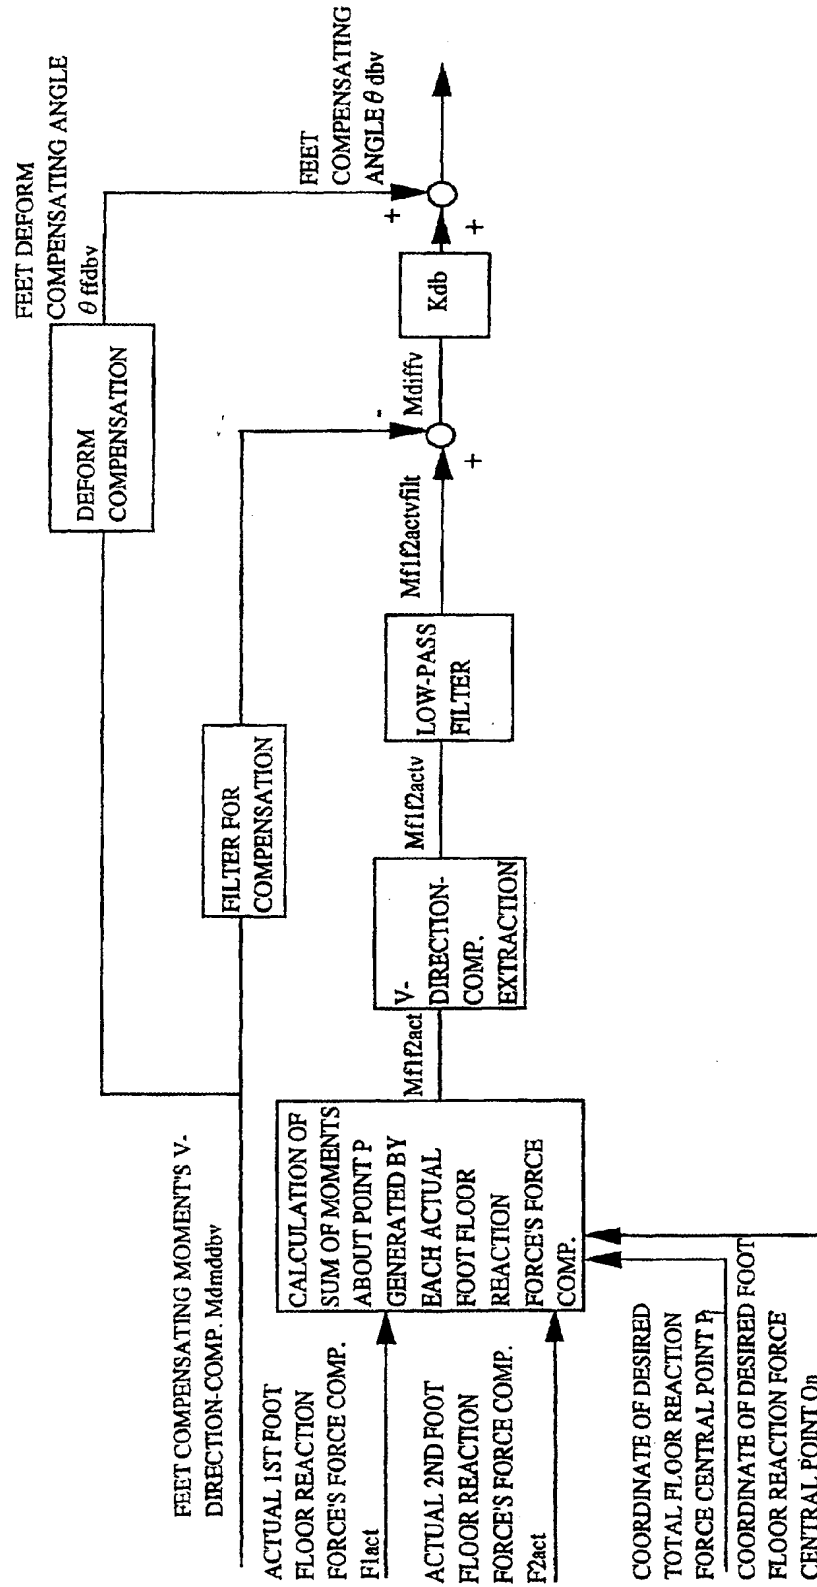 FEET DEFORM
COMPENSATING ANGLE
θ ffdbv
DEFORM
COMPENSATION
FEET
COMPENSATING
ANGLE θ dbv
FEET COMPENSATING MOMENT'S V-
DIRECTION-COMP. Mdmddbv
FILTER FOR
COMPENSATION
+
+
-
+
ACTUAL 1ST FOOT
FLOOR REACTION
FORCE'S FORCE COMP.
F1act
ACTUAL 2ND FOOT
FLOOR REACTION
FORCE'S FORCE COMP.
F2act
CALCULATION OF
SUM OF MOMENTS
ABOUT POINT P
GENERATED BY
EACH ACTUAL
FOOT FLOOR
REACTION
FORCE'S FORCE
COMP.
Mf1f2act
V-
DIRECTION-
COMP.
EXTRACTION
Mf1f2actv
LOW-PASS
FILTER
Mf1f2actvfilt
Mdiffv
Kdb
COORDINATE OF DESIRED
TOTAL FLOOR REACTION
FORCE CENTRAL POINT P
COORDINATE OF DESIRED FOOT
FLOOR REACTION FORCE
CENTRAL POINT Qn